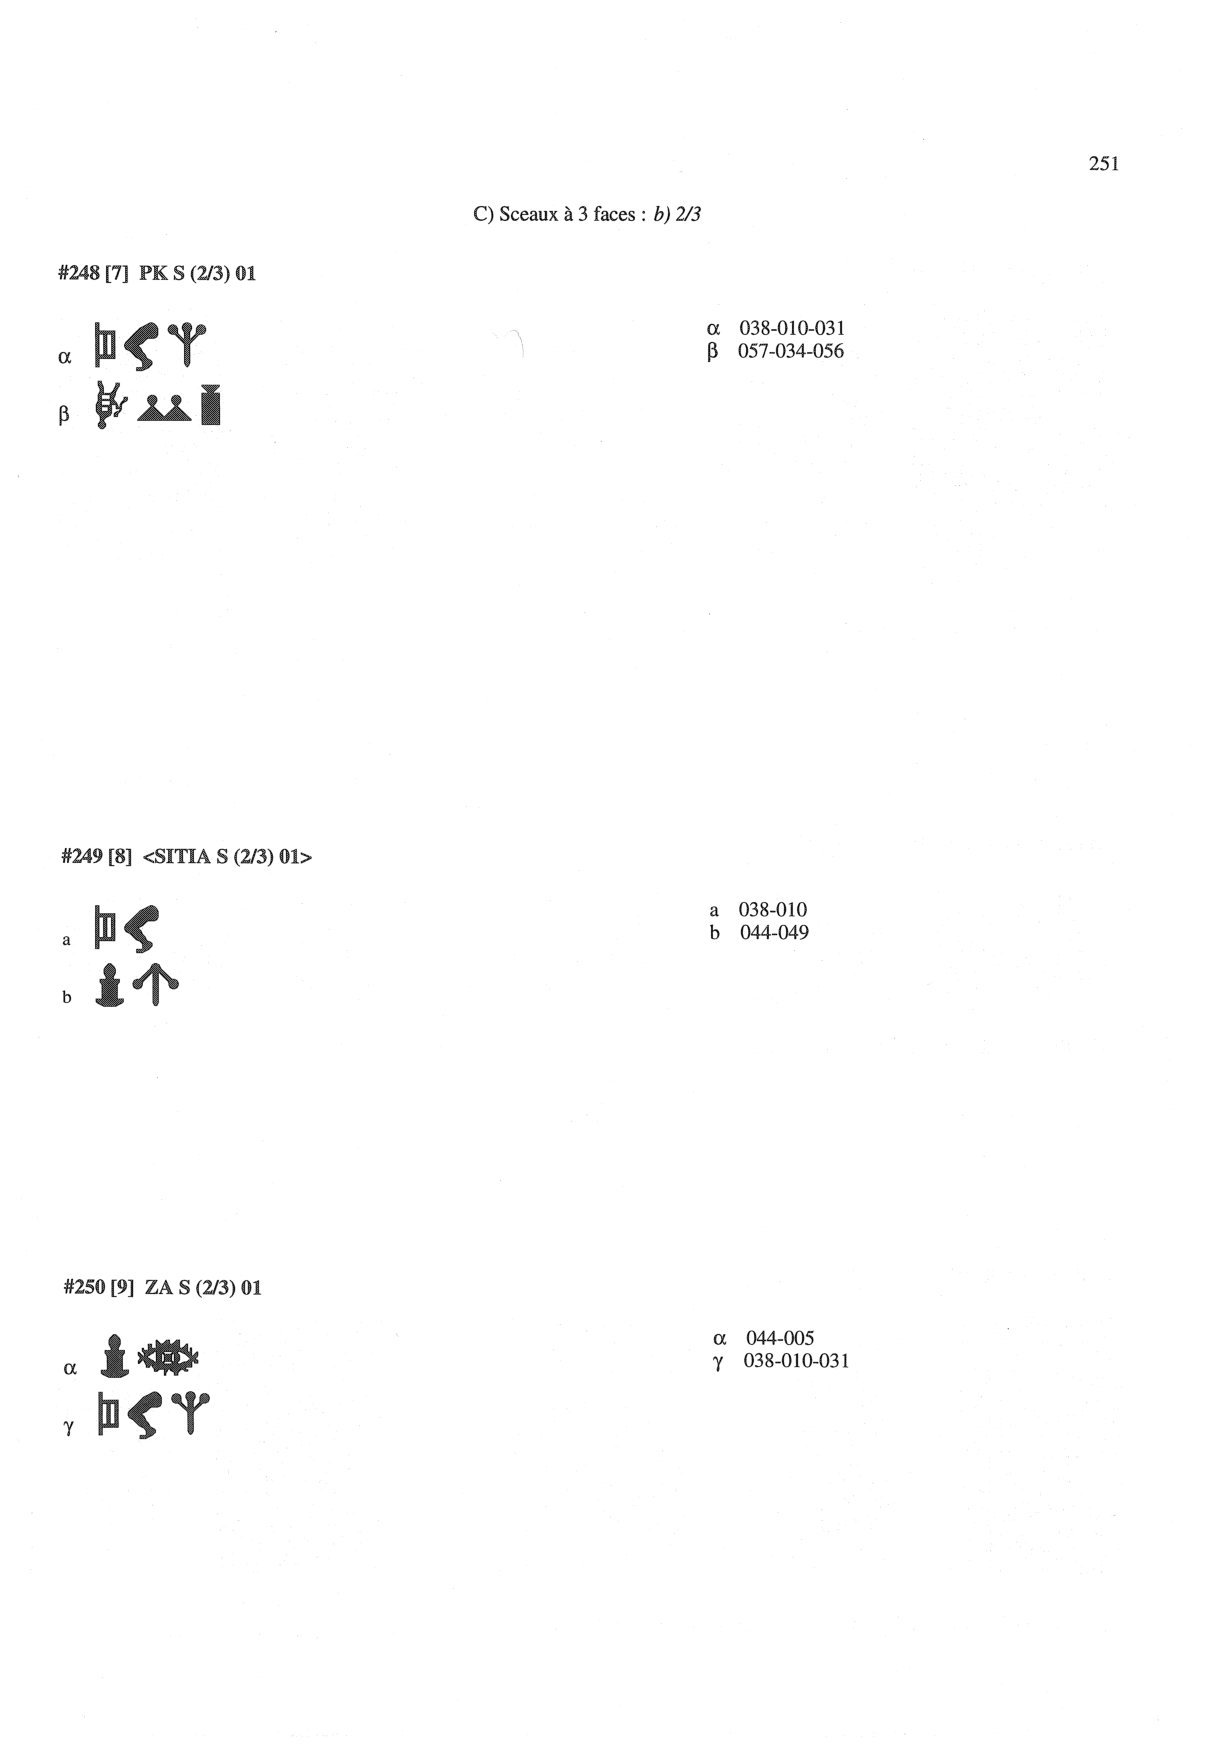 251
C) Sceaux à 3 faces : b) 2/3
#248 [7] PK S (2/3) 01
α
β
α 038-010-031
β 057-034-056
#249 [8] <SITIA S (2/3) 01>
a
b
a 038-010
b 044-049
#250 [9] ZA S (2/3) 01
α
γ
α 044-005
γ 038-010-031